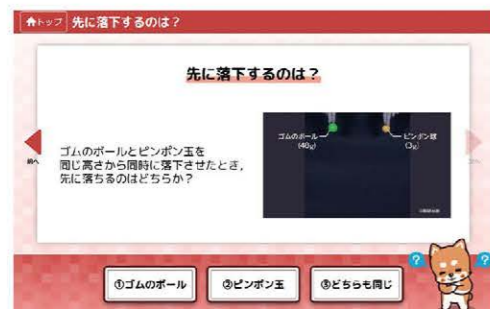 トップ 先に落下するのは？
先に落下するのは？
ゴムのボールとピンポン玉を
同じ高さから同時に落下させたとき，
先に落ちるのはどちらか？
ゴムのボール
(40g)
ピンポン球
(3g)
前へ
①ゴムのボール
②ピンポン玉
③どちらも同じ
?
?